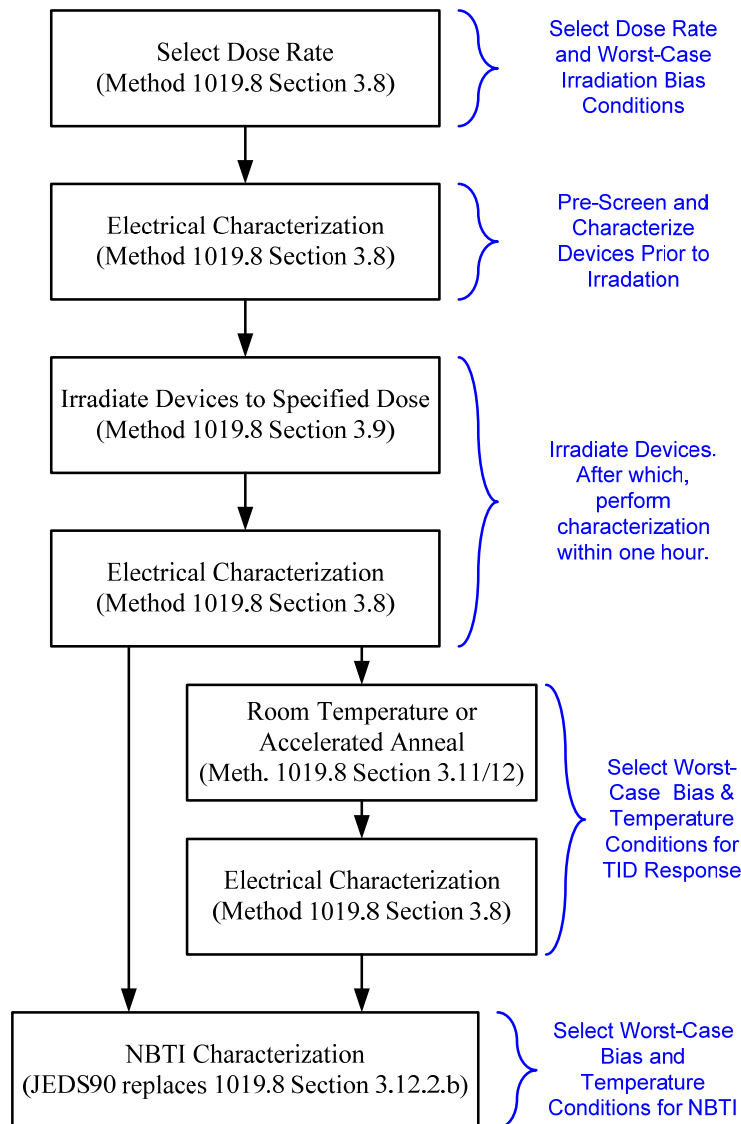 Select Dose Rate
(Method 1019.8 Section 3.8)
Select Dose Rate
and Worst-Case
Irradiation Bias
Conditions
Electrical Characterization
(Method 1019.8 Section 3.8)
Pre-Screen and
Characterize
Devices Prior to
Irradation
Irradiate Devices to Specified Dose
(Method 1019.8 Section 3.9)
Electrical Characterization
(Method 1019.8 Section 3.8)
Irradiate Devices.
After which,
perform
characterization
within one hour.
Room Temperature or
Accelerated Anneal
(Meth. 1019.8 Section 3.11/12)
Electrical Characterization
(Method 1019.8 Section 3.8)
Select Worst-
Case Bias &
Temperature
Conditions for
TID Response
NBTI Characterization
(JEDS90 replaces 1019.8 Section 3.12.2.b)
Select Worst-Case
Bias and
Temperature
Conditions for NBTI